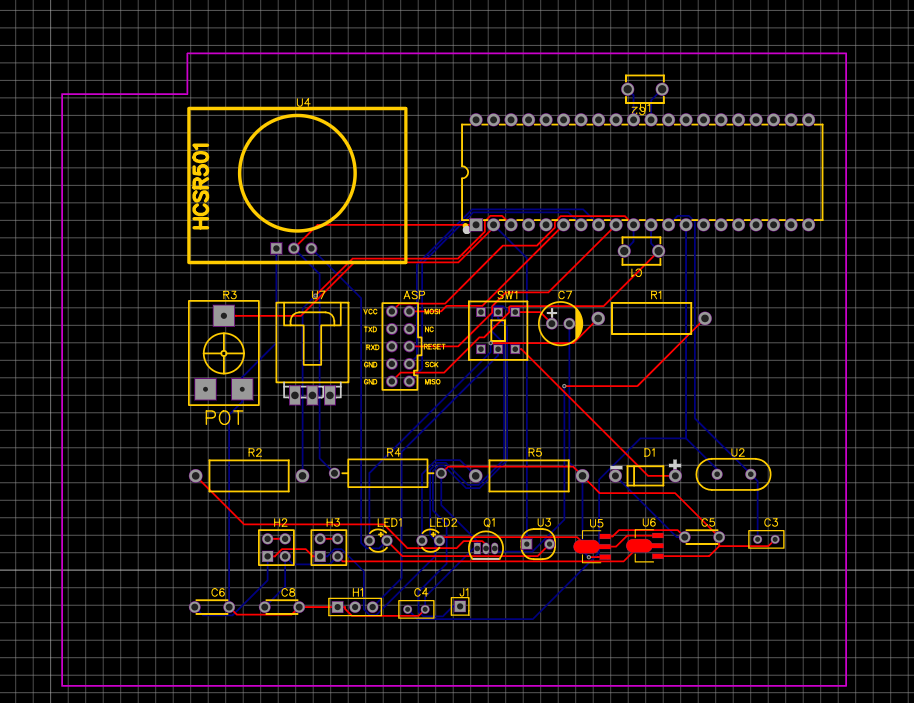 U4
HCSR501
C1
R3
U7
ASP
SW1
C7
R1
VCC
MOSI
TXD
NC
RXD
RESET
GND
SCK
GND
MISO
POT
R2
R4
R5
D1
U2
H2
H3
LED1
LED2
Q1
U3
U5
U6
C5
C3
C6
C8
H1
C4
J1